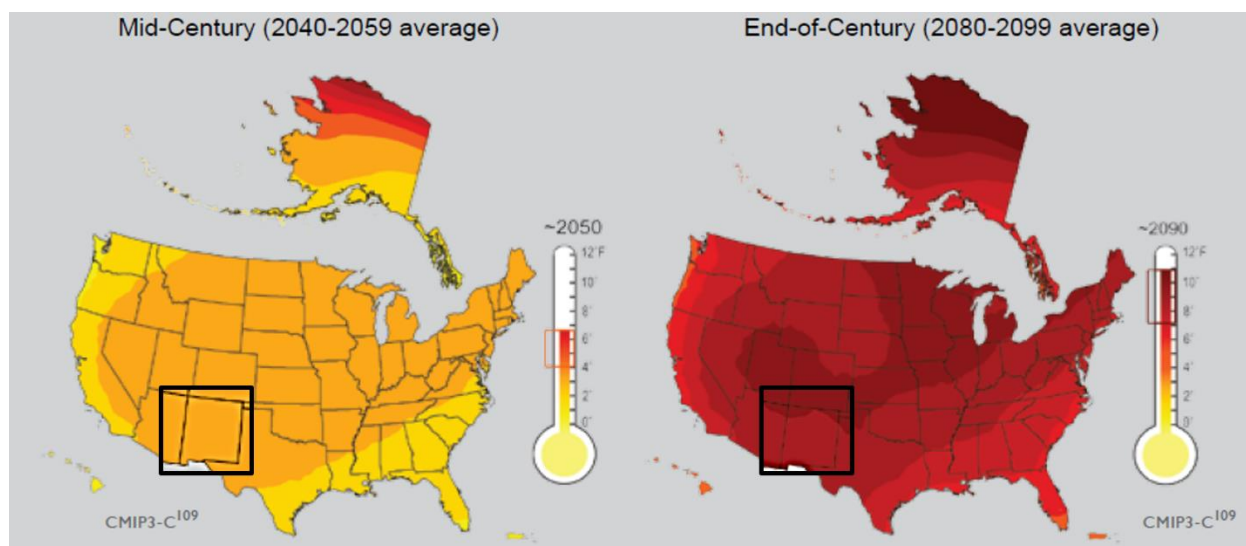 Mid-Century (2040-2059 average)
End-of-Century (2080-2099 average)
~2050
12°F
10°
8°
6°
4°
2°
0°
~2090
12°F
10°
8°
6°
4°
2°
0°
CMIP3-C109
CMIP3-C109